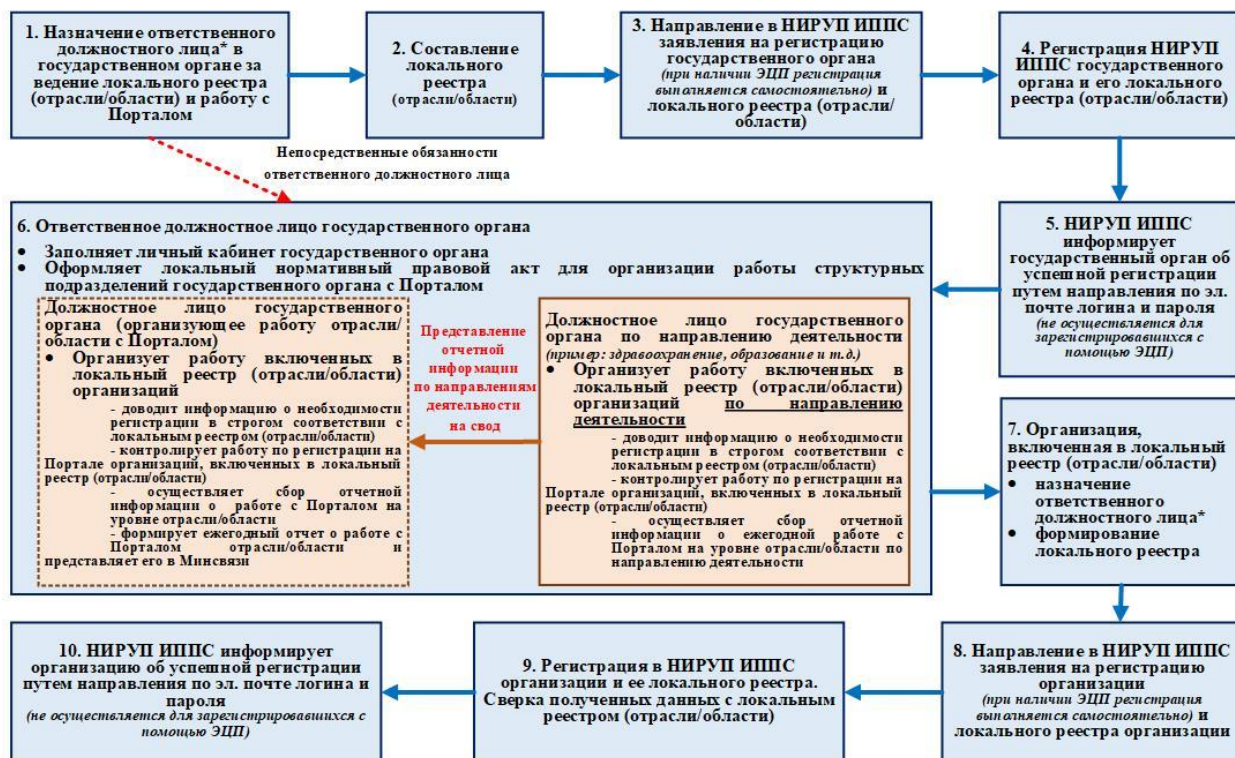 1. Назначение ответственного
должностного лица* в
государственном органе за
ведение локального реестра
(отрасли/области) и работу с
Порталом
2. Составление
локального
реестра
(отрасли/области)
3. Направление в НИРУП ИППС
заявления на регистрацию
государственного органа
(при наличии ЭЦП регистрация
выполняется самостоятельно) и
локального реестра (отрасли/
области)
4. Регистрация НИРУП
ИППС государственного
органа и его локального
реестра (отрасли/области)
Непосредственные обязанности
ответственного должностного лица
5. НИРУП ИППС
информирует
государственный орган об
успешной регистрации
путем направления по эл.
почте логина и пароля
(не осуществляется для
зарегистрировавшихся с
помощью ЭЦП)
6. Ответственное должностное лицо государственного органа
• Заполняет личный кабинет государственного органа
• Оформляет локальный нормативный правовой акт для организации работы структурных
подразделений государственного органа с Порталом
Должностное лицо государственного
органа (организующее работу отрасли/
области с Порталом)
• Организует работу включенных в
локальный реестр (отрасли/области)
организаций
- доводит информацию о необходимости
регистрации в строгом соответствии с
локальным реестром (отрасли/области)
- контролирует работу по регистрации на
Портале организаций, включенных в локальный
реестр (отрасли/области)
- осуществляет сбор отчетной
информации о работе с Порталом на
уровне отрасли/области
- формирует ежегодный отчет о работе с
Порталом отрасли/области и
представляет его в Минсвязи
Представление
отчетной
информации
по направлениям
деятельности
на свод
Должностное лицо государственного
органа по направлению деятельности
(пример: здравоохранение, образование и т.д.)
• Организует работу включенных в
локальный реестр (отрасли/области)
организаций по направлению
деятельности
- доводит информацию о необходимости
регистрации в строгом соответствии с
локальным реестром (отрасли/области)
- контролирует работу по регистрации на
Портале организаций, включенных в локальный
реестр (отрасли/области)
- осуществляет сбор отчетной
информации о ежегодной работе с
Порталом на уровне отрасли/области по
направлению деятельности
7. Организация,
включенная в локальный
реестр (отрасли/области)
• назначение
ответственного
должностного лица*
• формирование
локального реестра
8. Направление в НИРУП ИППС
заявления на регистрацию
организации
(при наличии ЭЦП регистрация
выполняется самостоятельно) и
локального реестра организации
9. Регистрация в НИРУП ИППС
организации и ее локального реестра.
Сверка полученных данных с локальным
реестром (отрасли/области)
10. НИРУП ИППС информирует
организацию об успешной регистрации
путем направления по эл. почте логина и
пароля
(не осуществляется для зарегистрировавшихся с
помощью ЭЦП)